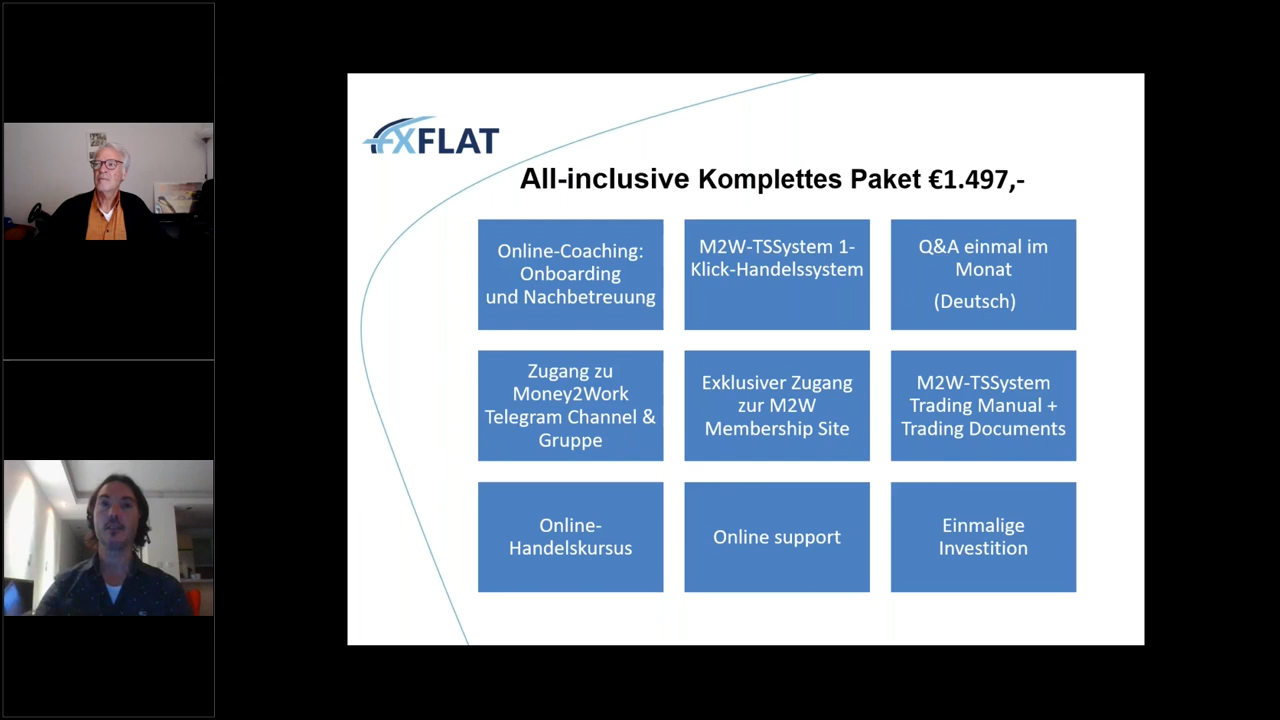 FXFLAT
All-inclusive Komplettes Paket €1.497,-
Online-Coaching:
Onboarding
und Nachbetreuung
M2W-TSSystem 1-
Klick-Handelssystem
Q&A einmal im
Monat
(Deutsch)
Zugang zu
Money2Work
Telegram Channel &
Gruppe
Exklusiver Zugang
zur M2W
Membership Site
M2W-TSSystem
Trading Manual +
Trading Documents
Online-
Handelskursus
Online support
Einmalige
Investition